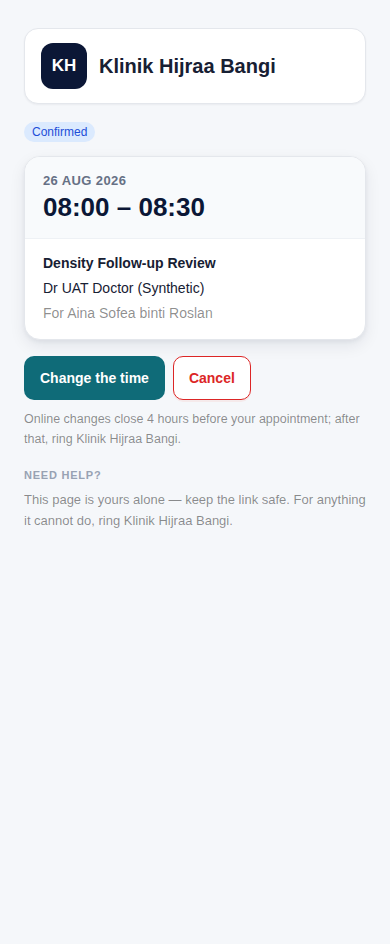 KH
Klinik Hijraa Bangi
Confirmed
26 AUG 2026
08:00 – 08:30
Density Follow-up Review
Dr UAT Doctor (Synthetic)
For Aina Sofea binti Roslan
Change the time
Cancel
Online changes close 4 hours before your appointment; after
that, ring Klinik Hijraa Bangi.
NEED HELP?
This page is yours alone — keep the link safe. For anything
it cannot do, ring Klinik Hijraa Bangi.